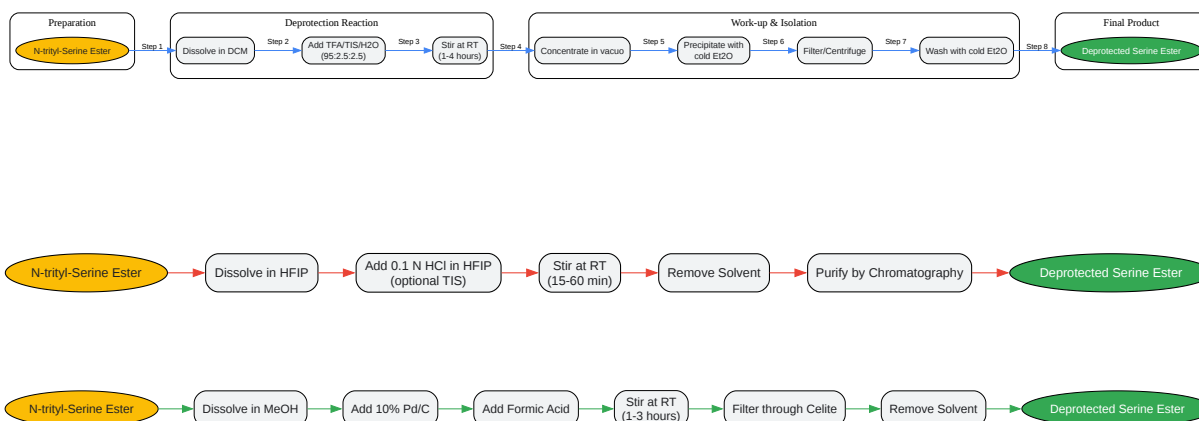 Preparation
Deprotection Reaction
Work-up & Isolation
Final Product
N-trityl-Serine Ester
Step 1
Dissolve in DCM
Step 2
Add TFA/TIS/H2O
(95:2.5:2.5)
Step 3
Stir at RT
(1-4 hours)
Step 4
Concentrate in vacuo
Step 5
Precipitate with
cold Et2O
Step 6
Filter/Centrifuge
Step 7
Wash with cold Et2O
Step 8
Deprotected Serine Ester
N-trityl-Serine Ester
Dissolve in HFIP
Add 0.1 N HCl in HFIP
(optional TIS)
Stir at RT
(15-60 min)
Remove Solvent
Purify by Chromatography
Deprotected Serine Ester
N-trityl-Serine Ester
Dissolve in MeOH
Add 10% Pd/C
Add Formic Acid
Stir at RT
(1-3 hours)
Filter through Celite
Remove Solvent
Deprotected Serine Ester